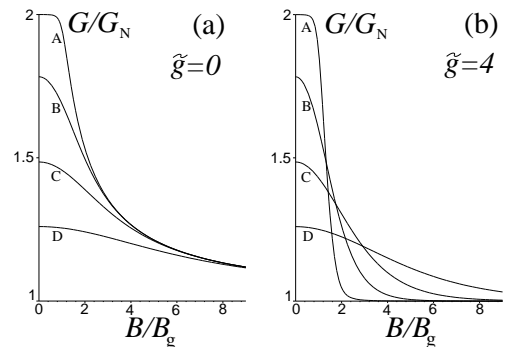 2 G/G_N (a)
A
g̃=0
B
1.5
C
D
1
0 2 4 6 8
B/B_g
2 G/G_N (b)
A
g̃=4
B
1.5
C
D
1
0 2 4 6 8
B/B_g